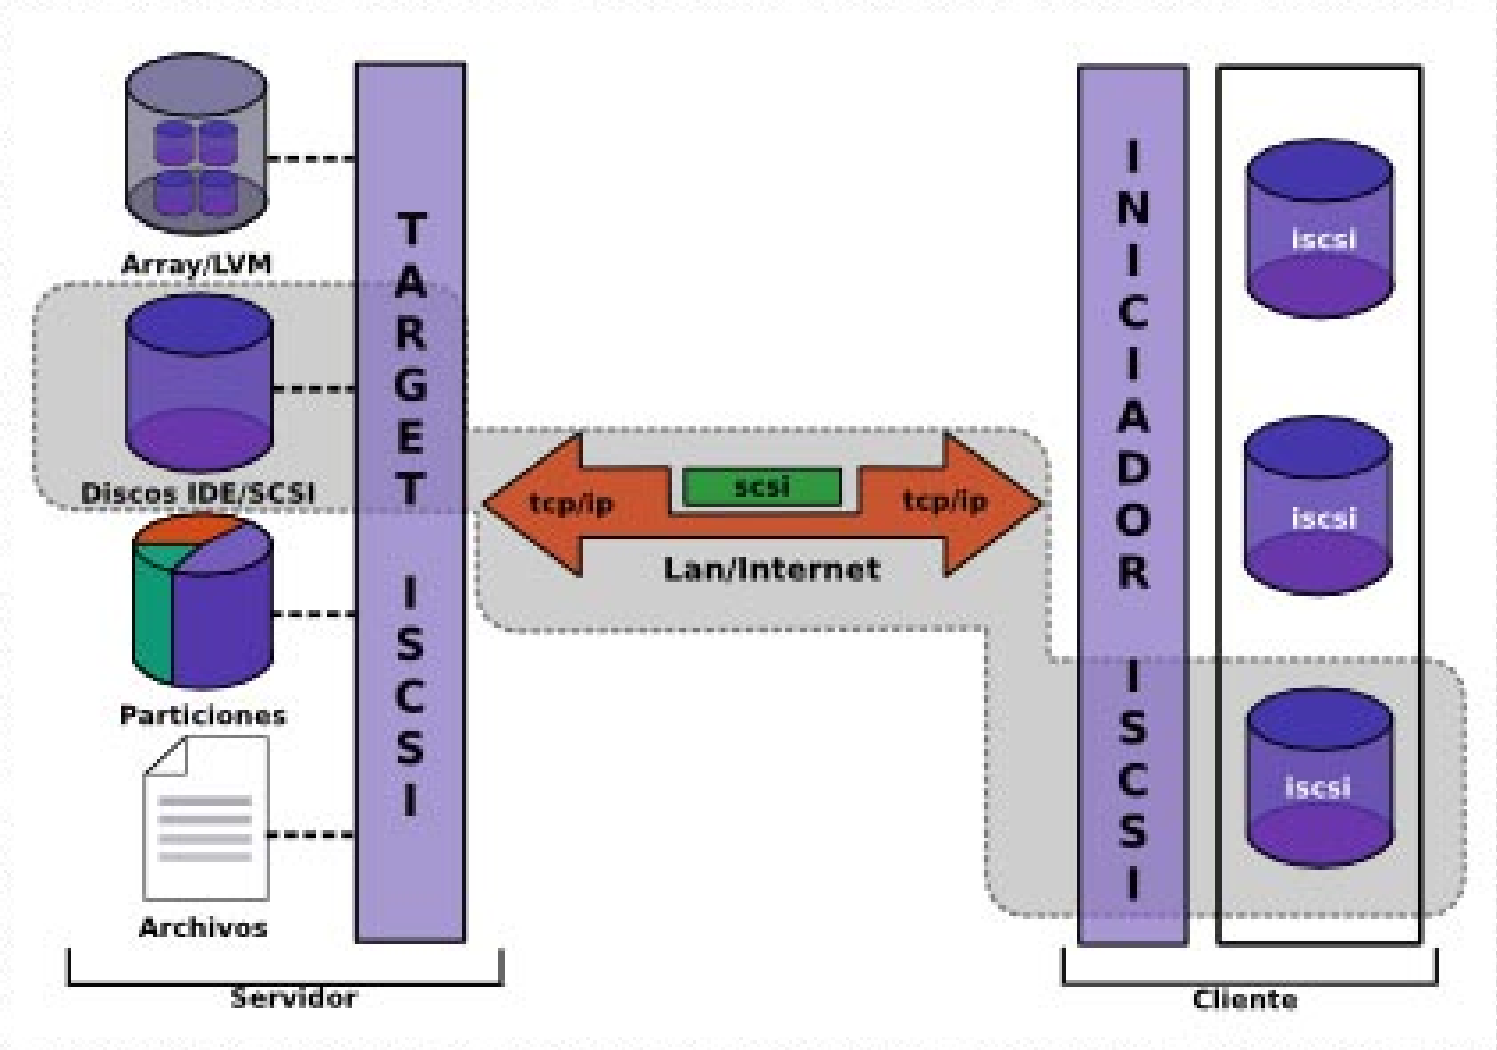 Array/LVM
Discos IDE/SCSI
Particiones
Archivos
Servidor
TARGET ISCSI
tcp/ip
scsi
tcp/ip
Lan/Internet
INICIADOR ISCSI
iscsi
iscsi
iscsi
Cliente